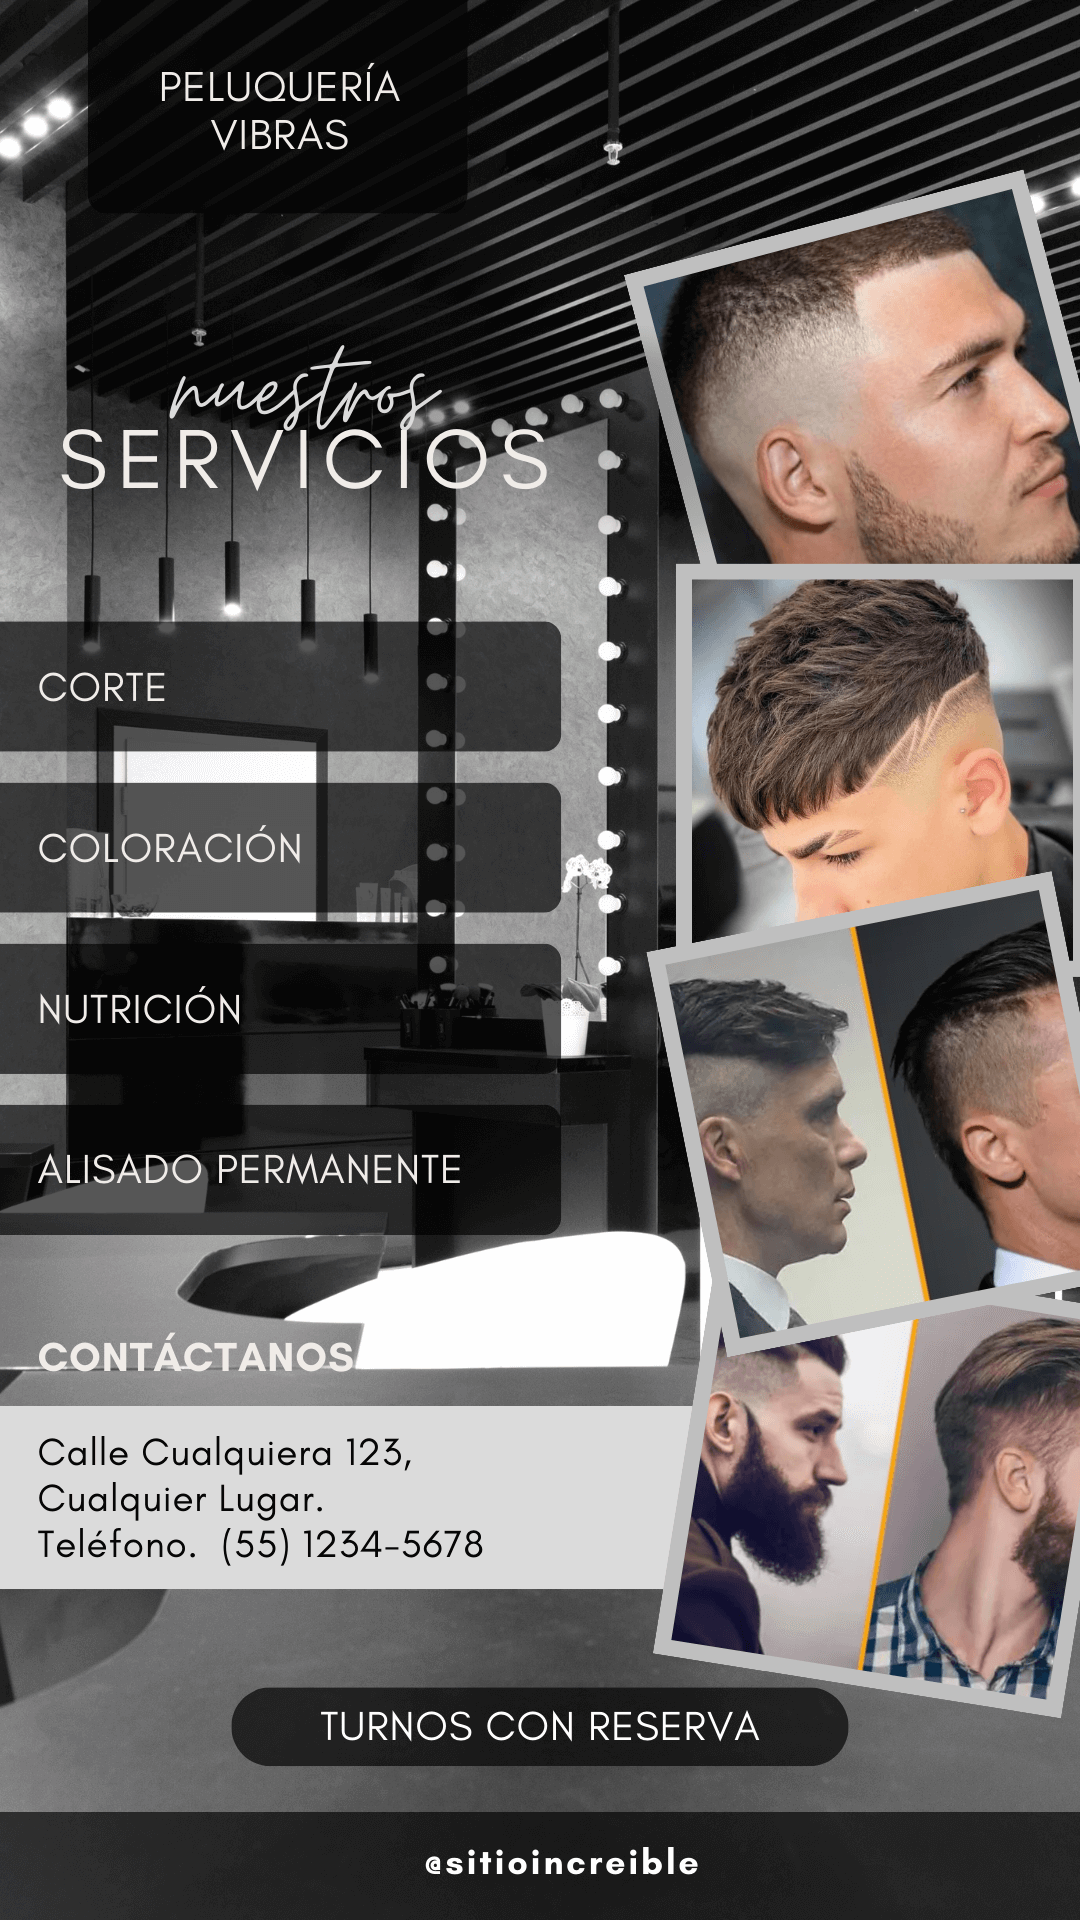 PELUQUERÍA
VIBRAS
nuestros
SERVICIOS
CORTE
COLORACIÓN
NUTRICIÓN
ALISADO PERMANENTE
CONTÁCTANOS
Calle Cualquiera 123,
Cualquier Lugar.
Teléfono. (55) 1234-5678
TURNOS CON RESERVA
@sitioincreible